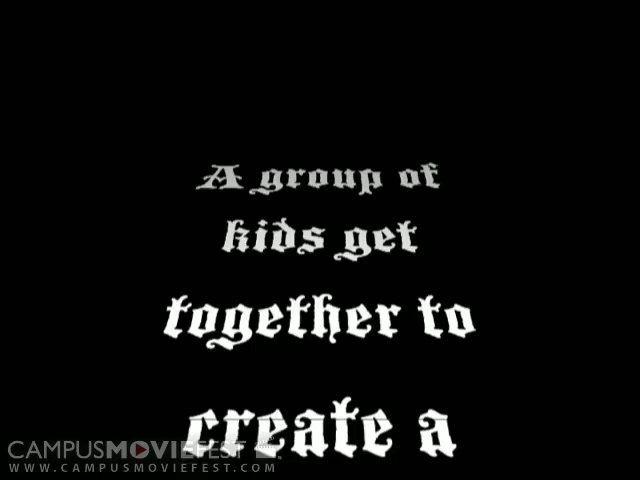 A group of
kids get
together to
create a
CAMPUSMOVIEFEST
WWW.CAMPUSMOVIEFEST.COM